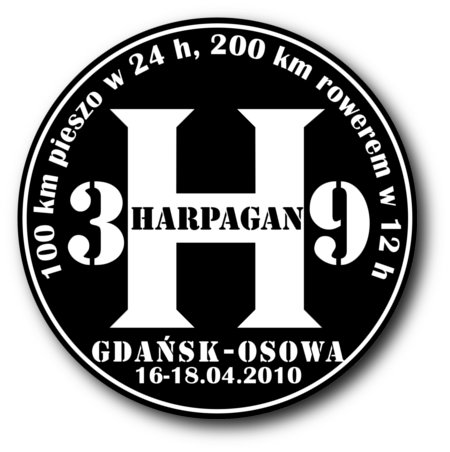 100 km pieszo w 24 h, 200 km rowerem w 12 h
H
3 HARPAGAN 9
GDAŃSK-OSOWA
16-18.04.2010